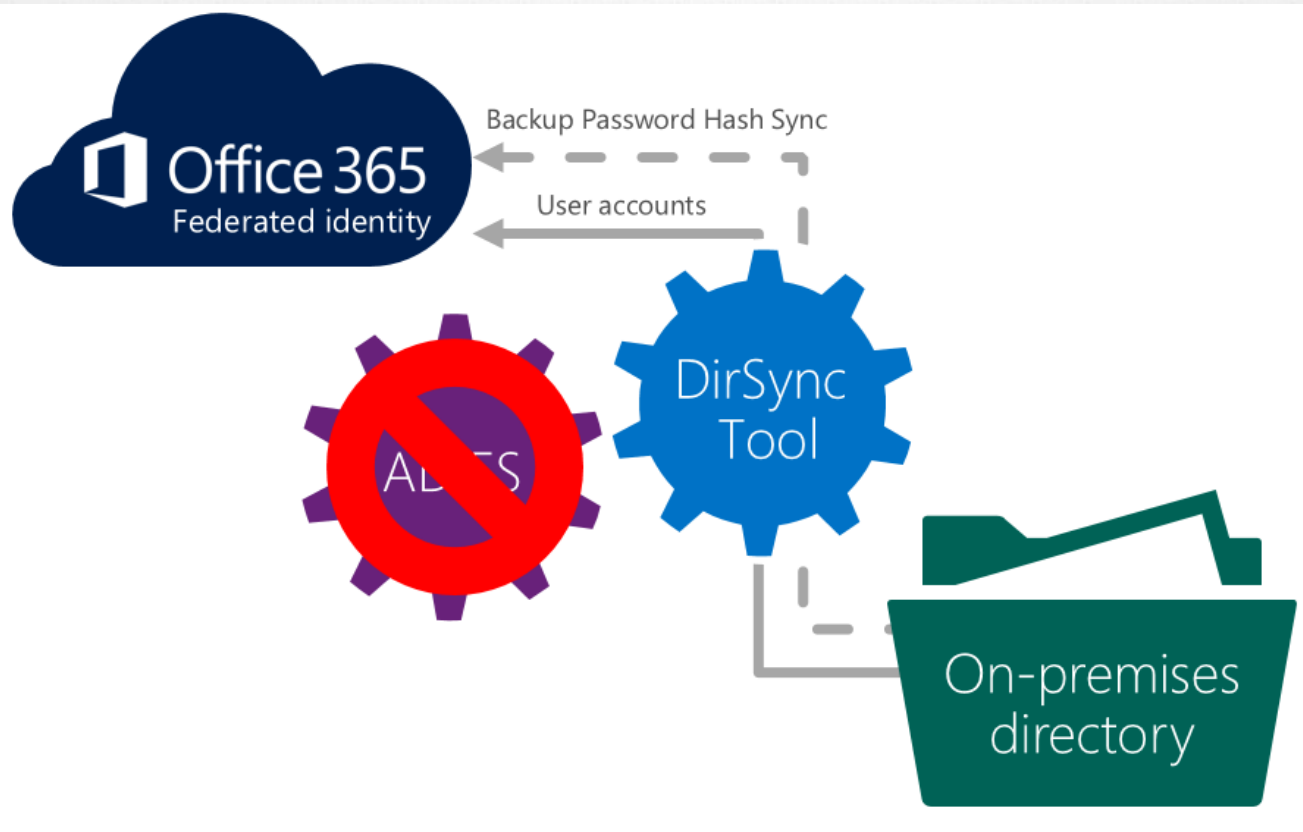 Backup Password Hash Sync
Office 365
Federated identity
User accounts
DirSync
Tool
On-premises
directory